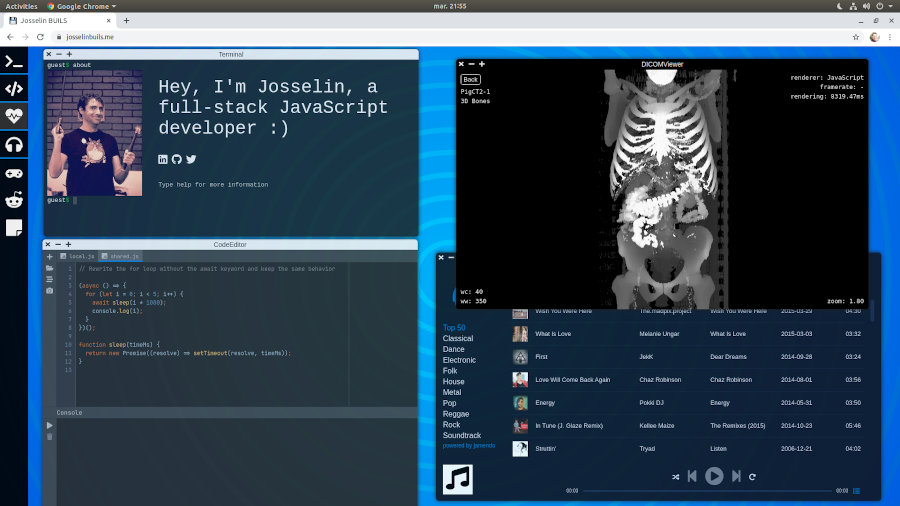 Activities
Google Chrome
mar. 21:55
Josselin BUILS
josselinbuils.me
Terminal
guest$ about
Hey, I'm Josselin, a
full-stack JavaScript
developer :)
Type help for more information
guest$
DICOMViewer
Back
PigCT2-1
3D Bones
renderer: JavaScript
framerate: -
rendering: 8319.47ms
wc: 40
ww: 350
zoom: 1.80
CodeEditor
local.js
shared.js
1 // Rewrite the for loop without the await keyword and keep the same behavior
2
3 (async () => {
4 for (let i = 0; i < 5; i++) {
5 await sleep(i * 1000);
6 console.log(i);
7 }
8 })();
9
10 function sleep(timeMs) {
11 return new Promise((resolve) => setTimeout(resolve, timeMs));
12 }
13
Console
Top 50
Classical
Dance
Electronic
Folk
House
Metal
Pop
Reggae
Rock
Soundtrack
powered by jamendo
Wish You Were Here The.madpix.project Wish You Were Here 2015-03-29 04:30
What Is Love Melanie Ungar What Is Love 2015-03-03 03:32
First JekK Dear Dreams 2014-09-28 03:24
Love Will Come Back Again Chaz Robinson Chaz Robinson 2014-08-01 03:56
Energy Pokki DJ Energy 2014-05-31 03:50
In Tune (J. Glaze Remix) Kellee Maize The Remixes (2015) 2014-10-23 05:46
Struttin' Tryad Listen 2006-12-21 04:02
00:00
00:00